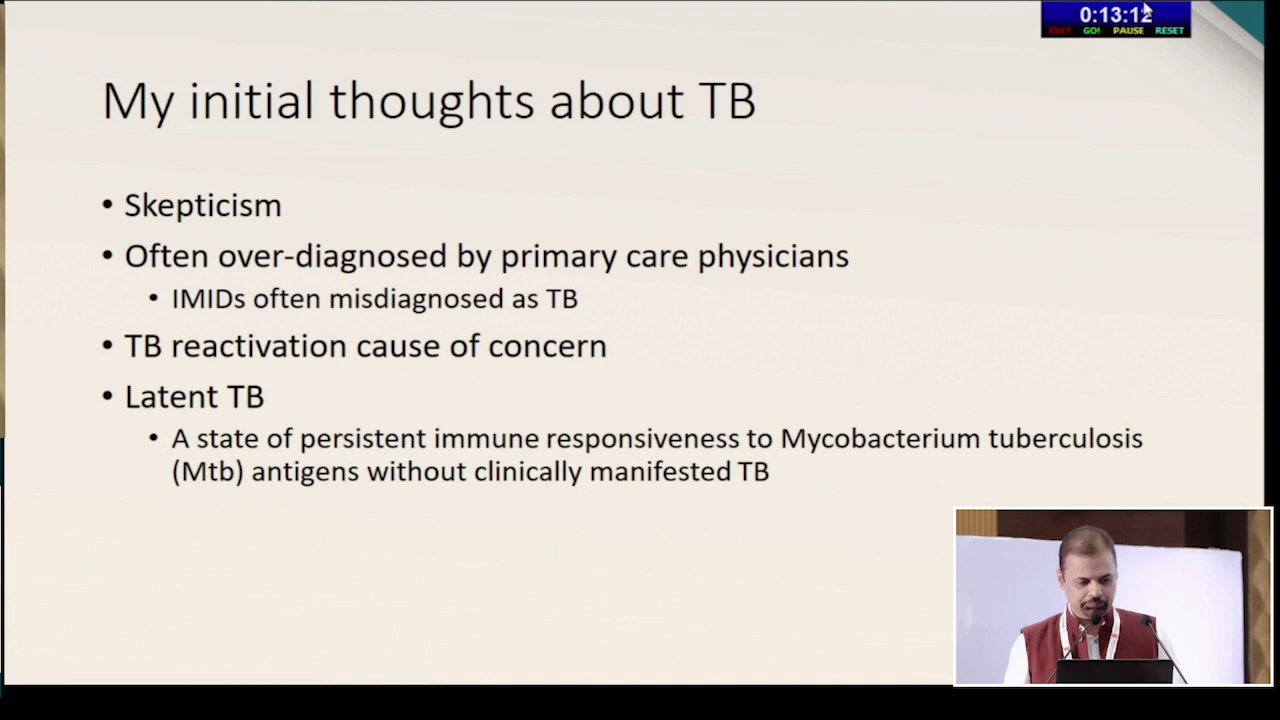 0:13:12
EXIT GO! PAUSE RESET
My initial thoughts about TB
• Skepticism
• Often over-diagnosed by primary care physicians
• IMIDs often misdiagnosed as TB
• TB reactivation cause of concern
• Latent TB
• A state of persistent immune responsiveness to Mycobacterium tuberculosis
(Mtb) antigens without clinically manifested TB